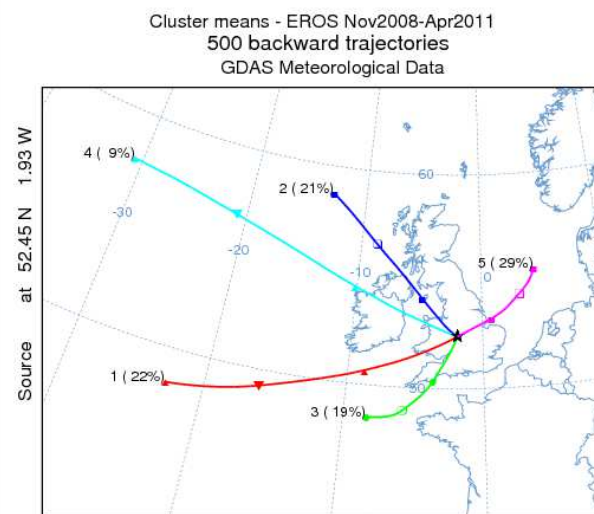 Cluster means - EROS Nov2008-Apr2011
500 backward trajectories
GDAS Meteorological Data
Source at 52.45 N 1.93 W
4 ( 9%)
2 ( 21%)
60
-30
-20
-10
0
5 ( 29%)
1 ( 22%)
50
3 ( 19%)